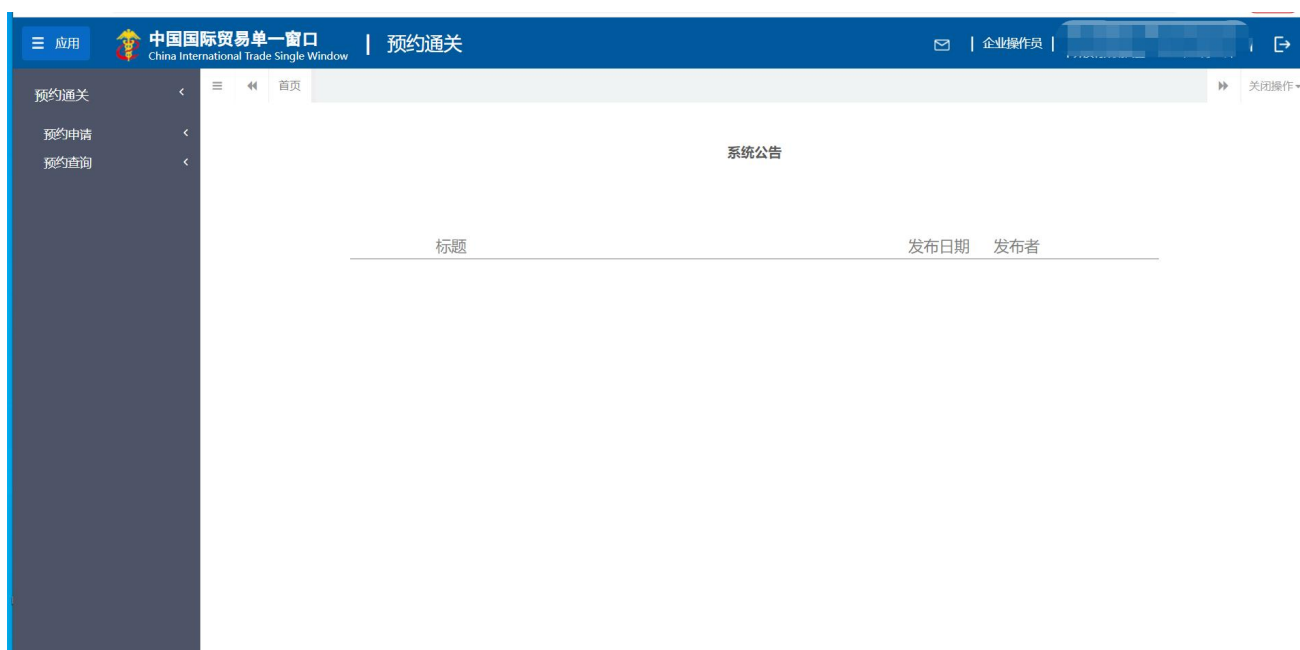 应用
中国国际贸易单一窗口
China International Trade Single Window
预约通关
企业操作员
预约通关
首页
关闭操作
预约申请
预约查询
系统公告
标题 发布日期 发布者